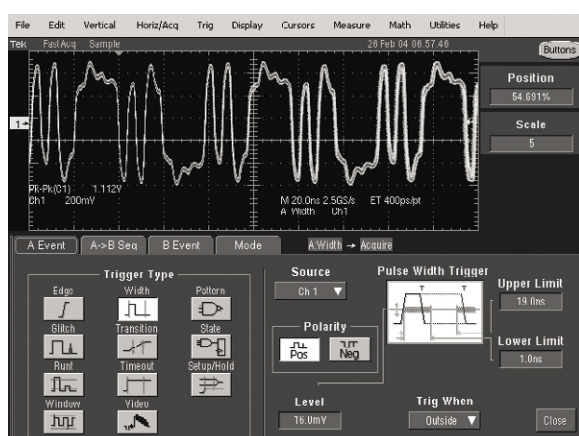 File Edit Vertical Horiz/Acq Trig Display Cursors Measure Math Utilities Help
Tek FastAcq Sample 26 Feb 04 08:57:46
Buttons
Position
54.691%
Scale
5
1
Pk-Pk(C1) 1.112V
Ch1 200mV M 20.0ns 2.5GS/s ET 400ps/pt
A Width Ch1
A Event A->B Seq B Event Mode A:Width → Acquire
Trigger Type
Edge Width Pattern
Glitch Transition State
Runt Timeout Setup/Hold
Window Video
Source
Ch 1
Polarity
Pos Neg
Level
16.0mV
Pulse Width Trigger
T T
Upper Limit
19.0ns
Lower Limit
1.0ns
Trig When
Outside
Close